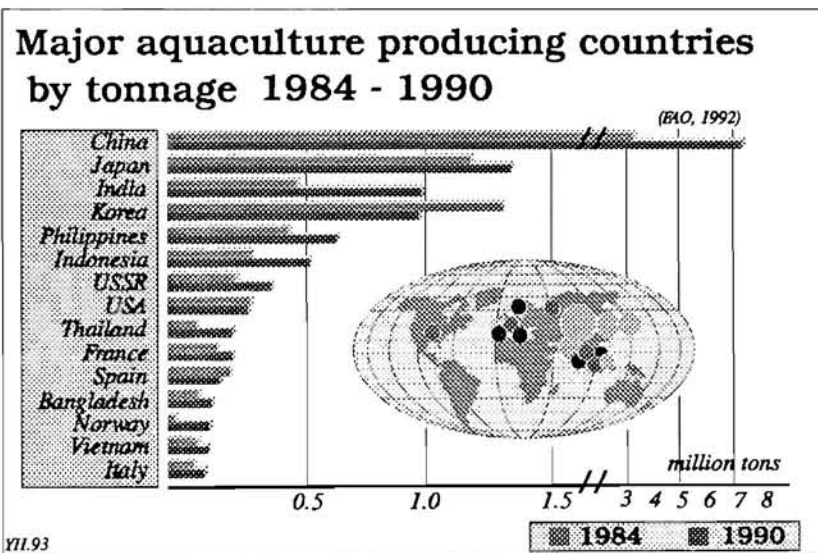 Major aquaculture producing countries
by tonnage 1984 - 1990
(FAO, 1992)
China
Japan
India
Korea
Philippines
Indonesia
USSR
USA
Thailand
France
Spain
Bangladesh
Norway
Vietnam
Italy
million tons
0.5 1.0 1.5 3 4 5 6 7 8
1984 1990
YH.93